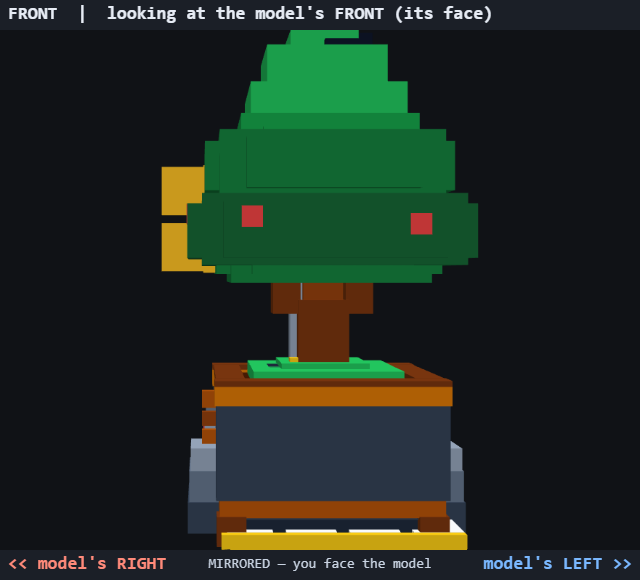 FRONT | looking at the model's FRONT (its face)
<< model's RIGHT MIRRORED — you face the model model's LEFT >>